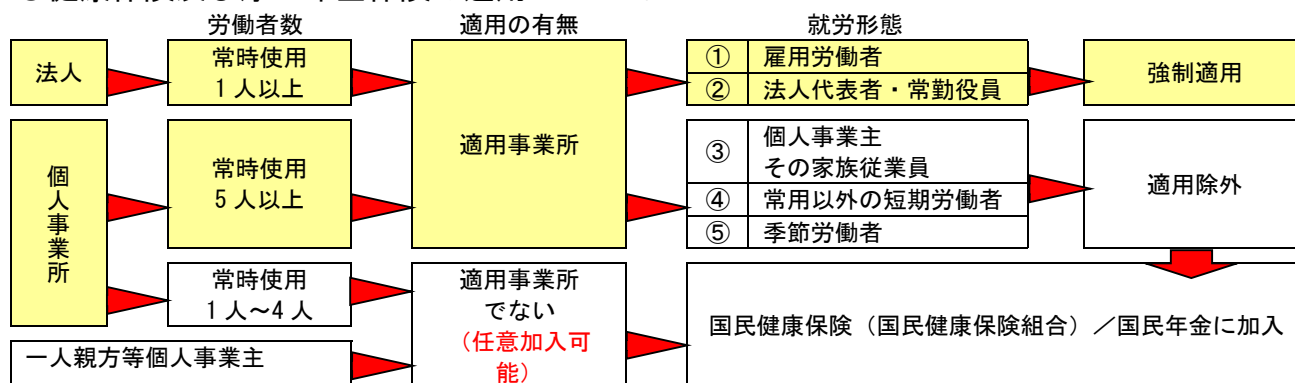 労働者数
適用の有無
就労形態
法人
常時使用
1人以上
適用事業所
① 雇用労働者
② 法人代表者・常勤役員
強制適用
個人事業所
常時使用
5人以上
③ 個人事業主
その家族従業員
④ 常用以外の短期労働者
⑤ 季節労働者
適用除外
常時使用
1人～4人
適用事業所
でない
(任意加入可
能)
一人親方等個人事業主
国民健康保険（国民健康保険組合）／国民年金に加入